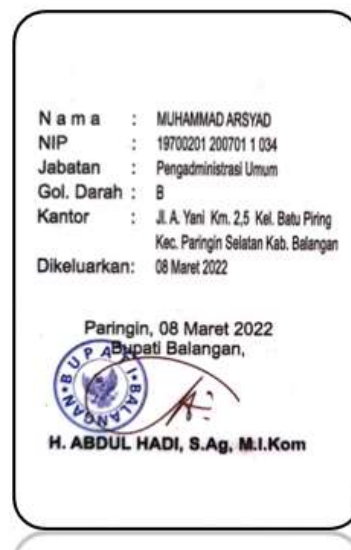 N a m a : MUHAMMAD ARSYAD
NIP : 19700201 200701 1 034
Jabatan : Pengadministrasi Umum
Gol. Darah : B
Kantor : Jl. A. Yani Km. 2,5 Kel. Batu Piring
Kec. Paringin Selatan Kab. Balangan
Dikeluarkan: 08 Maret 2022
Paringin, 08 Maret 2022
Bupati Balangan,
BUPATI
BALANGAN
H. ABDUL HADI, S.Ag, M.I.Kom